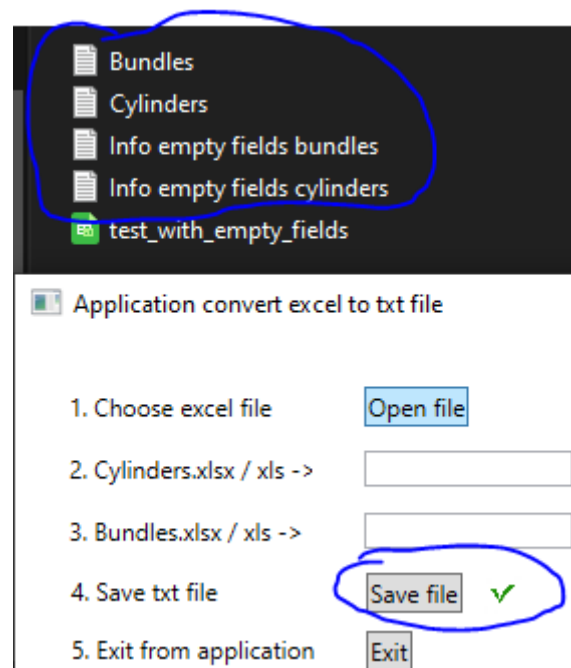 Bundles
Cylinders
Info empty fields bundles
Info empty fields cylinders
test_with_empty_fields
Application convert excel to txt file
1. Choose excel file Open file
2. Cylinders.xlsx / xls ->
3. Bundles.xlsx / xls ->
4. Save txt file Save file
5. Exit from application Exit